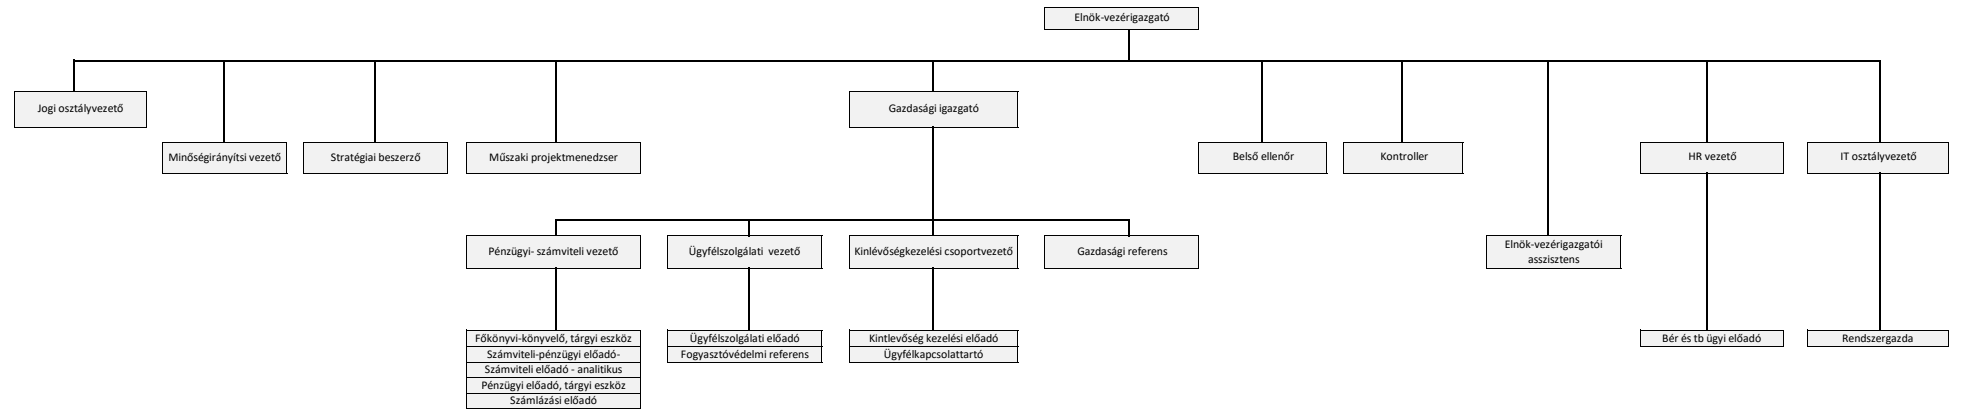 Elnök-vezérigazgató
Jogi osztályvezető
Gazdasági igazgató
Minőségirányítsi vezető
Stratégiai beszerző
Műszaki projektmenedzser
Belső ellenőr
Kontroller
HR vezető
IT osztályvezető
Pénzügyi- számviteli vezető
Ügyfélszolgálati  vezető
Kinlévőségkezelési csoportvezető
Gazdasági referens
Elnök-vezérigazgatói
asszisztens
Főkönyvi-könyvelő, tárgyi eszköz
Számviteli-pénzügyi előadó-
Számviteli előadó - analitikus
Pénzügyi előadó, tárgyi eszköz
Számlázási előadó
Ügyfélszolgálati előadó
Fogyasztóvédelmi referens
Kintlevőség kezelési előadó
Ügyfélkapcsolattartó
Bér és tb ügyi előadó
Rendszergazda